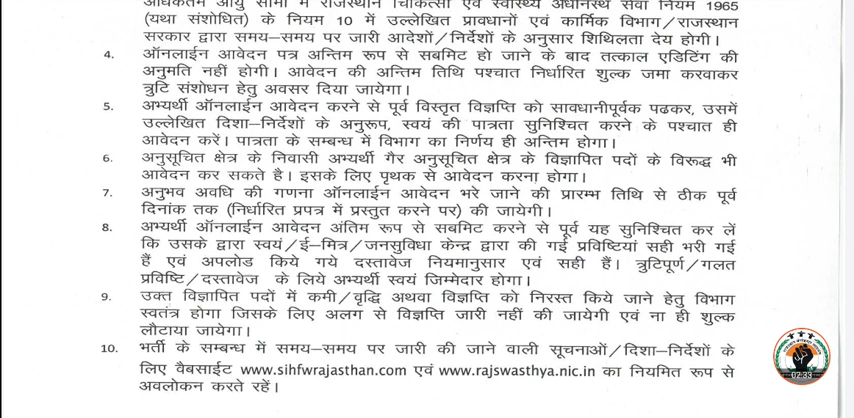 अधिकतम आयु सीमा में राजस्थान चिकित्सा एवं स्वास्थ्य अधीनस्थ सेवा नियम 1965
(यथा संशोधित) के नियम 10 में उल्लेखित प्रावधानों एवं कार्मिक विभाग/राजस्थान
सरकार द्वारा समय–समय पर जारी आदेशों/निर्देशों के अनुसार शिथिलता देय होगी।
4. ऑनलाईन आवेदन पत्र अन्तिम रूप से सबमिट हो जाने के बाद तत्काल एडिटिंग की
अनुमति नहीं होगी। आवेदन की अन्तिम तिथि पश्चात निर्धारित शुल्क जमा करवाकर
त्रुटि संशोधन हेतु अवसर दिया जायेगा।
5. अभ्यर्थी ऑनलाईन आवेदन करने से पूर्व विस्तृत विज्ञप्ति को सावधानीपूर्वक पढकर, उसमें
उल्लेखित दिशा–निर्देशों के अनुरूप, स्वयं की पात्रता सुनिश्चित करने के पश्चात ही
आवेदन करें। पात्रता के सम्बन्ध में विभाग का निर्णय ही अन्तिम होगा।
6. अनुसूचित क्षेत्र के निवासी अभ्यर्थी गैर अनुसूचित क्षेत्र के विज्ञापित पदों के विरूद्ध भी
आवेदन कर सकते है। इसके लिए पृथक से आवेदन करना होगा।
7. अनुभव अवधि की गणना ऑनलाईन आवेदन भरे जाने की प्रारम्भ तिथि से ठीक पूर्व
दिनांक तक (निर्धारित प्रपत्र में प्रस्तुत करने पर) की जायेगी।
8. अभ्यर्थी ऑनलाईन आवेदन अंतिम रूप से सबमिट करने से पूर्व यह सुनिश्चित कर लें
कि उसके द्वारा स्वयं/ई–मित्र/जनसुविधा केन्द्र द्वारा की गई प्रविष्टियां सही भरी गई
हैं एवं अपलोड किये गये दस्तावेज नियमानुसार एवं सही हैं। त्रुटिपूर्ण/गलत
प्रविष्टि/दस्तावेज के लिये अभ्यर्थी स्वयं जिम्मेदार होगा।
9. उक्त विज्ञापित पदों में कमी/वृद्धि अथवा विज्ञप्ति को निरस्त किये जाने हेतु विभाग
स्वतंत्र होगा जिसके लिए अलग से विज्ञप्ति जारी नहीं की जायेगी एवं ना ही शुल्क
लौटाया जायेगा।
10. भर्ती के सम्बन्ध में समय–समय पर जारी की जाने वाली सूचनाओं/दिशा–निर्देशों के
लिए वैबसाईट www.sihfwrajasthan.com एवं www.rajswasthya.nic.in का नियमित रूप से
अवलोकन करते रहें।
02:33